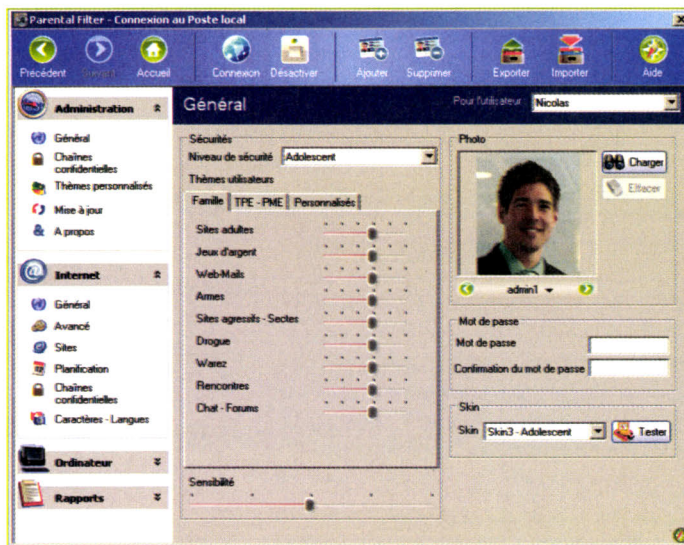 Parental Filter - Connexion au Poste local
Précédent Suivant Accueil Connexion Désactiver Ajouter Supprimer Exporter Importer Aide
Administration
Général
Chaînes
confidentielles
Thèmes personnalisés
Mise à jour
A propos
Internet
Général
Avancé
Sites
Planification
Chaînes
confidentielles
Caractères - Langues
Ordinateur
Rapports
Général
Pour l'utilisateur Nicolas
Sécurités
Niveau de sécurité Adolescent
Thèmes utilisateurs
Famille TPE - PME Personnalisés
Sites adultes
Jeux d'argent
Web-Mails
Armes
Sites agressifs - Sectes
Drogue
Warez
Rencontres
Chat - Forums
Sensibilité
Photo
Charger
Effacer
admin1
Mot de passe
Mot de passe
Confirmation du mot de passe
Skin
Skin Skin3 - Adolescent Tester